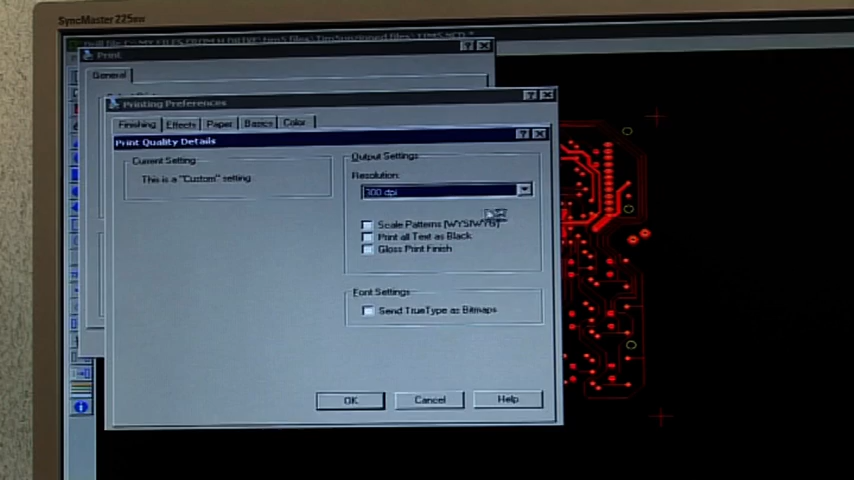 SyncMaster 225BW
Print
General
Printing Preferences
Finishing Effects Paper Basics Color
Print Quality Details
Current Setting
This is a "Custom" setting
Output Settings
Resolution:
300 dpi
Scale Patterns (WYSIWYG)
Print all Text as Black
Gloss Print Finish
Font Settings
Send TrueType as Bitmaps
OK Cancel Help